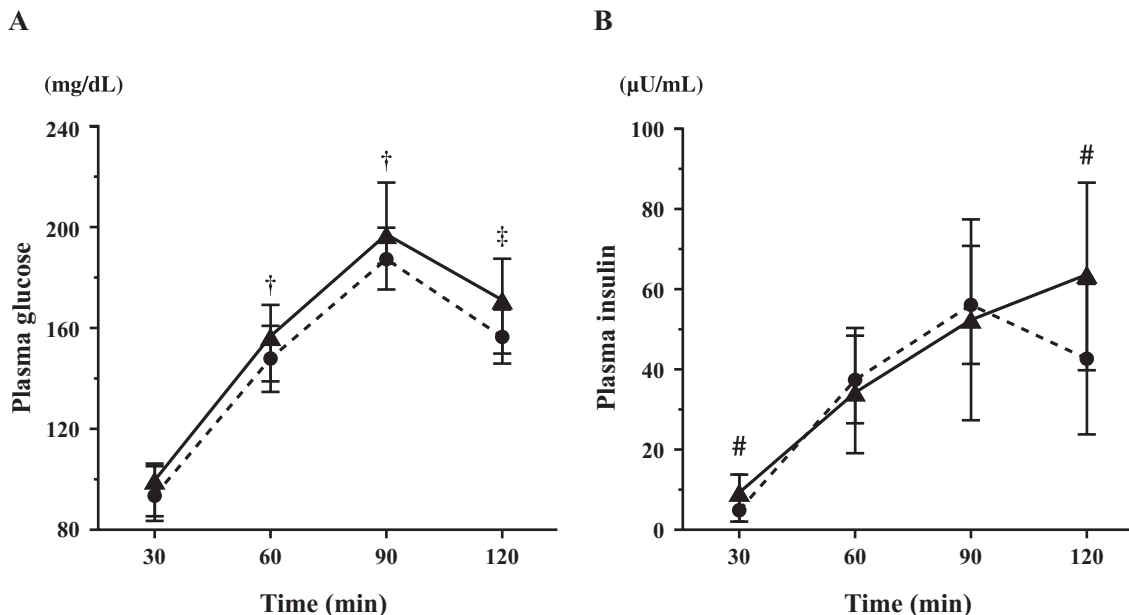 A
(mg/dL)
Plasma glucose
240
200
160
120
80
†
†
‡
30 60 90 120
Time (min)
B
(µU/mL)
Plasma insulin
100
80
60
40
20
0
#
#
30 60 90 120
Time (min)